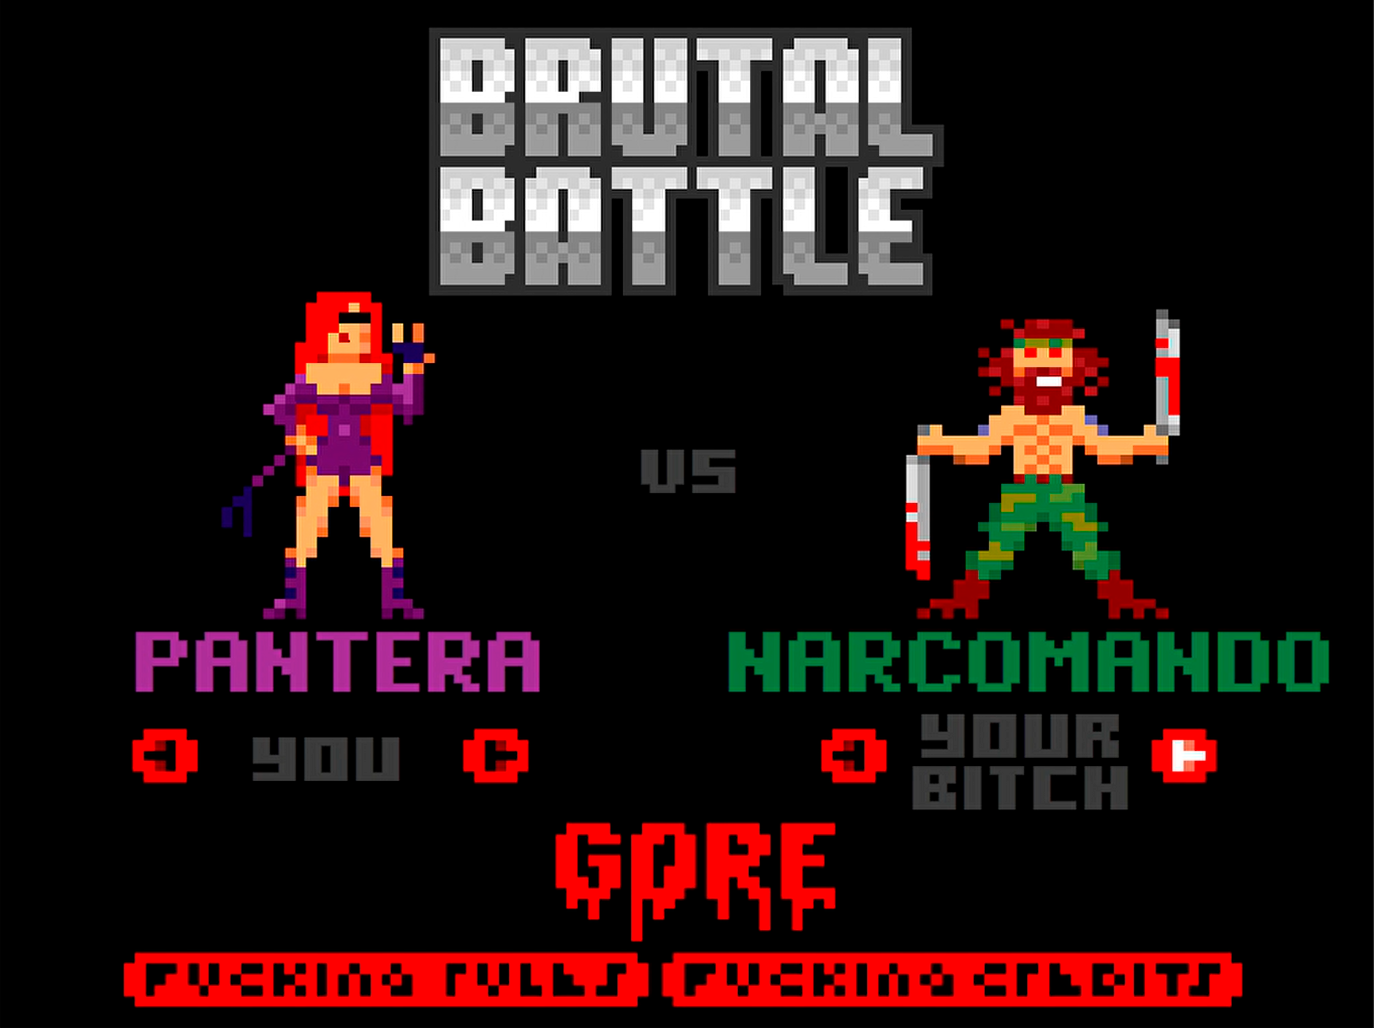 BRUTAL
BATTLE
VS
PANTERA
NARCOMANDO
YOU
YOUR
BITCH
GORE
FUCKING RULES
FUCKING CREDITS